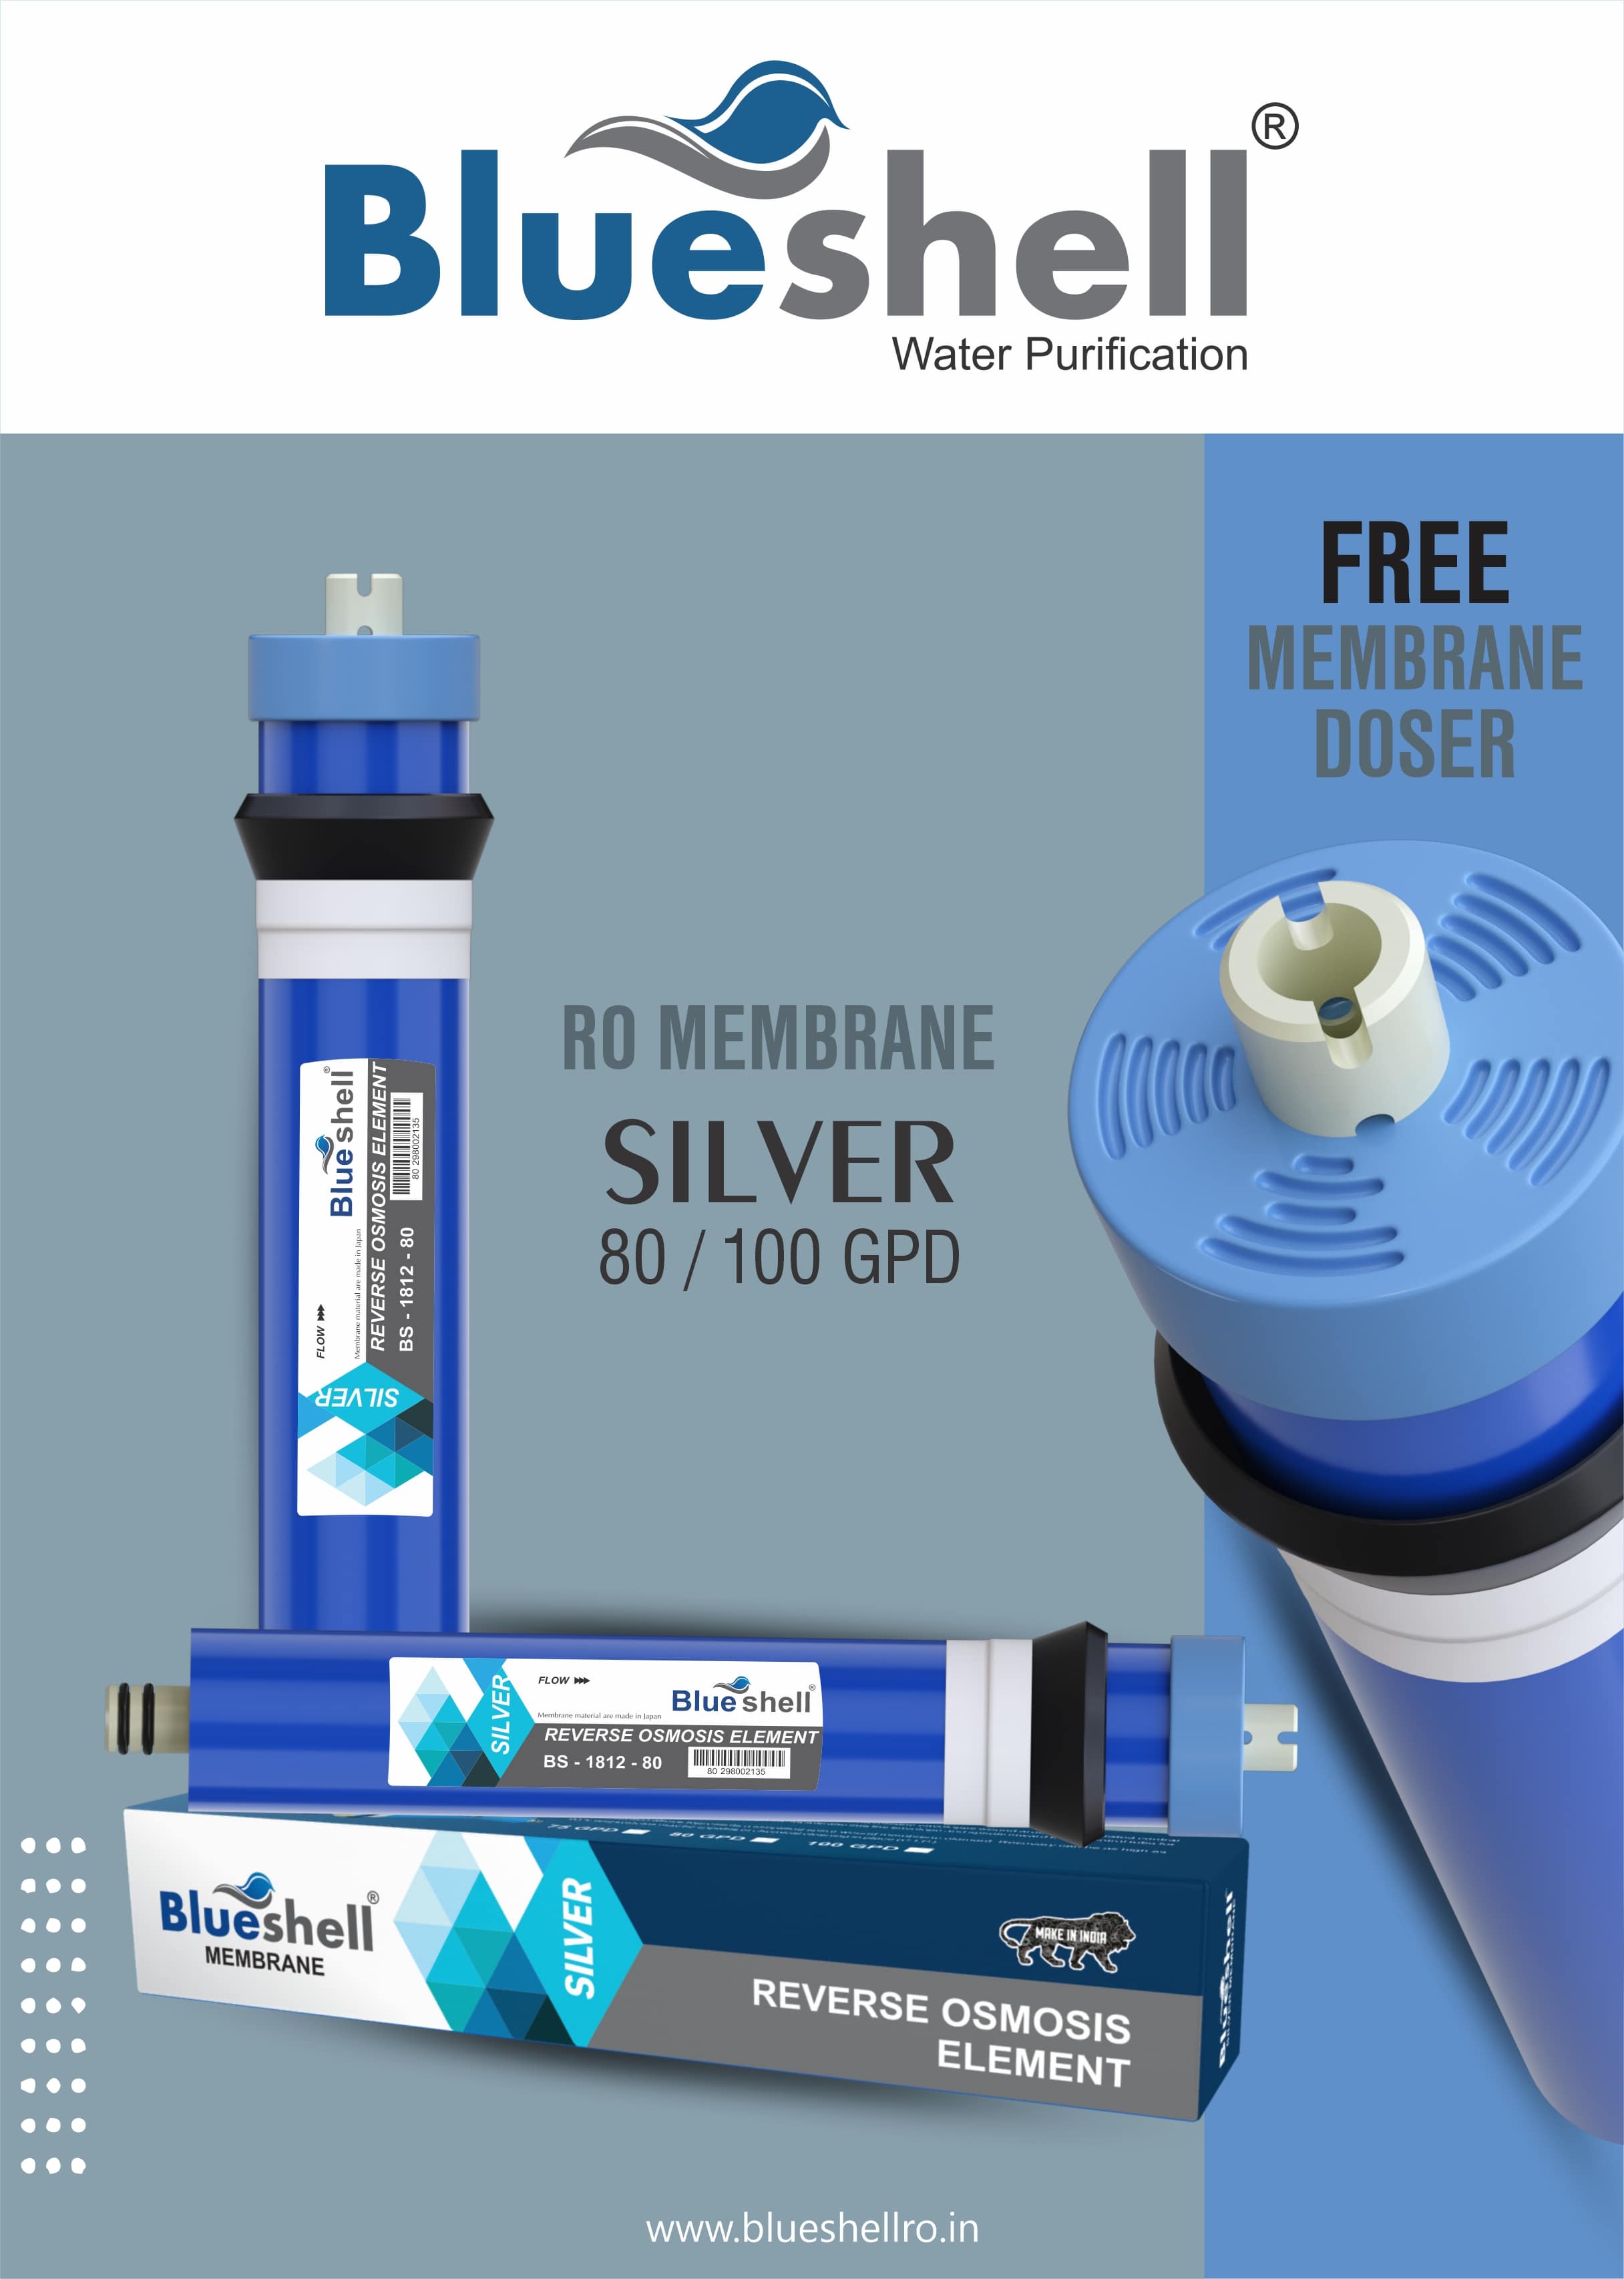 Blueshell®
Water Purification
FREE
MEMBRANE
DOSER
RO MEMBRANE
SILVER
80 / 100 GPD
Blueshell®
Membrane material are made in Japan
FLOW
REVERSE OSMOSIS ELEMENT
BS - 1812 - 80
80 298002135
SILVER
SILVER
FLOW
Blueshell®
Membrane material are made in Japan
REVERSE OSMOSIS ELEMENT
BS - 1812 - 80
80 298002135
75 GPD 80 GPD 100 GPD
Blueshell®
MEMBRANE
SILVER
MAKE IN INDIA
REVERSE OSMOSIS
ELEMENT
Blueshell
www.blueshellro.in